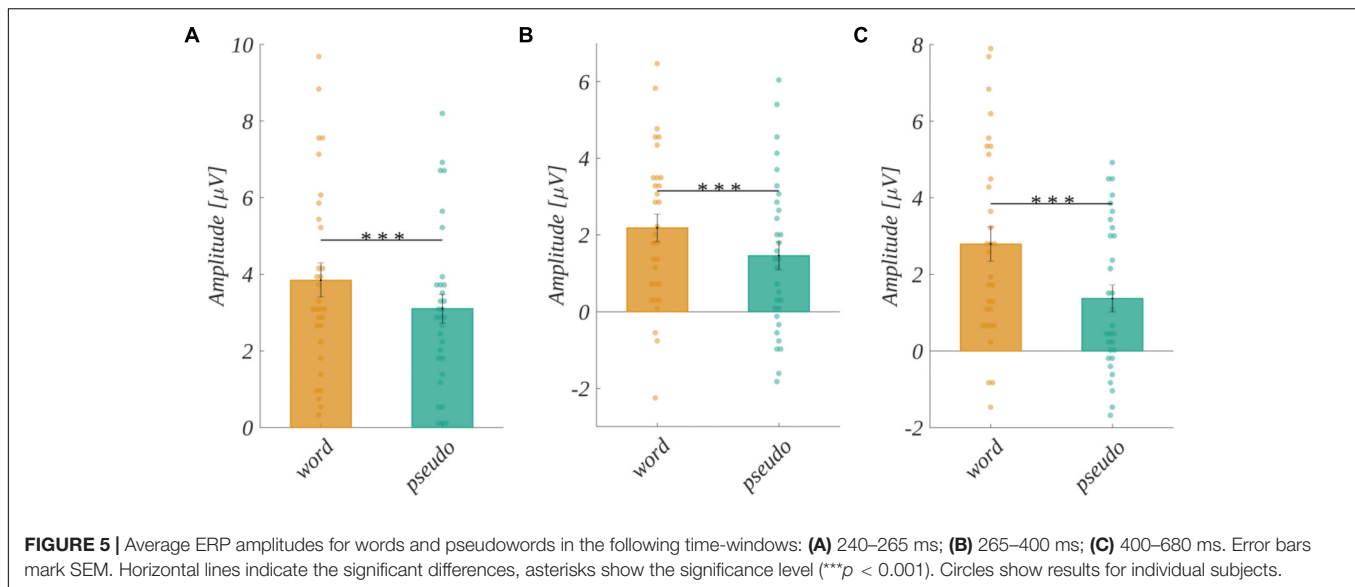 A
10
8
6
4
2
0
Amplitude [µV]
***
word
pseudo
B
6
4
2
0
-2
Amplitude [µV]
***
word
pseudo
C
8
6
4
2
0
-2
Amplitude [µV]
***
word
pseudo
FIGURE 5 | Average ERP amplitudes for words and pseudowords in the following time-windows: (A) 240–265 ms; (B) 265–400 ms; (C) 400–680 ms. Error bars
mark SEM. Horizontal lines indicate the significant differences, asterisks show the significance level (***p < 0.001). Circles show results for individual subjects.